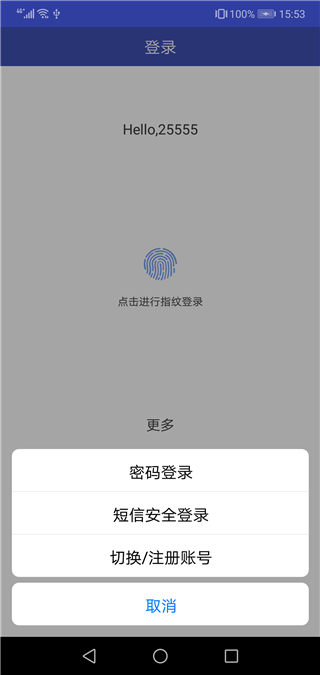 4G 100% 15:53
登录
Hello,25555
点击进行指纹登录
更多
密码登录
短信安全登录
切换/注册账号
取消